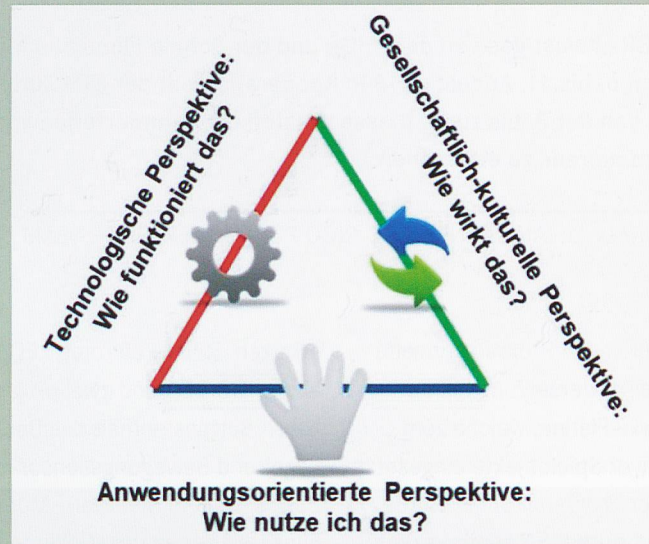 Technologische Perspektive:
Wie funktioniert das?
Gesellschaftlich-kulturelle Perspektive:
Wie wirkt das?
Anwendungsorientierte Perspektive:
Wie nutze ich das?